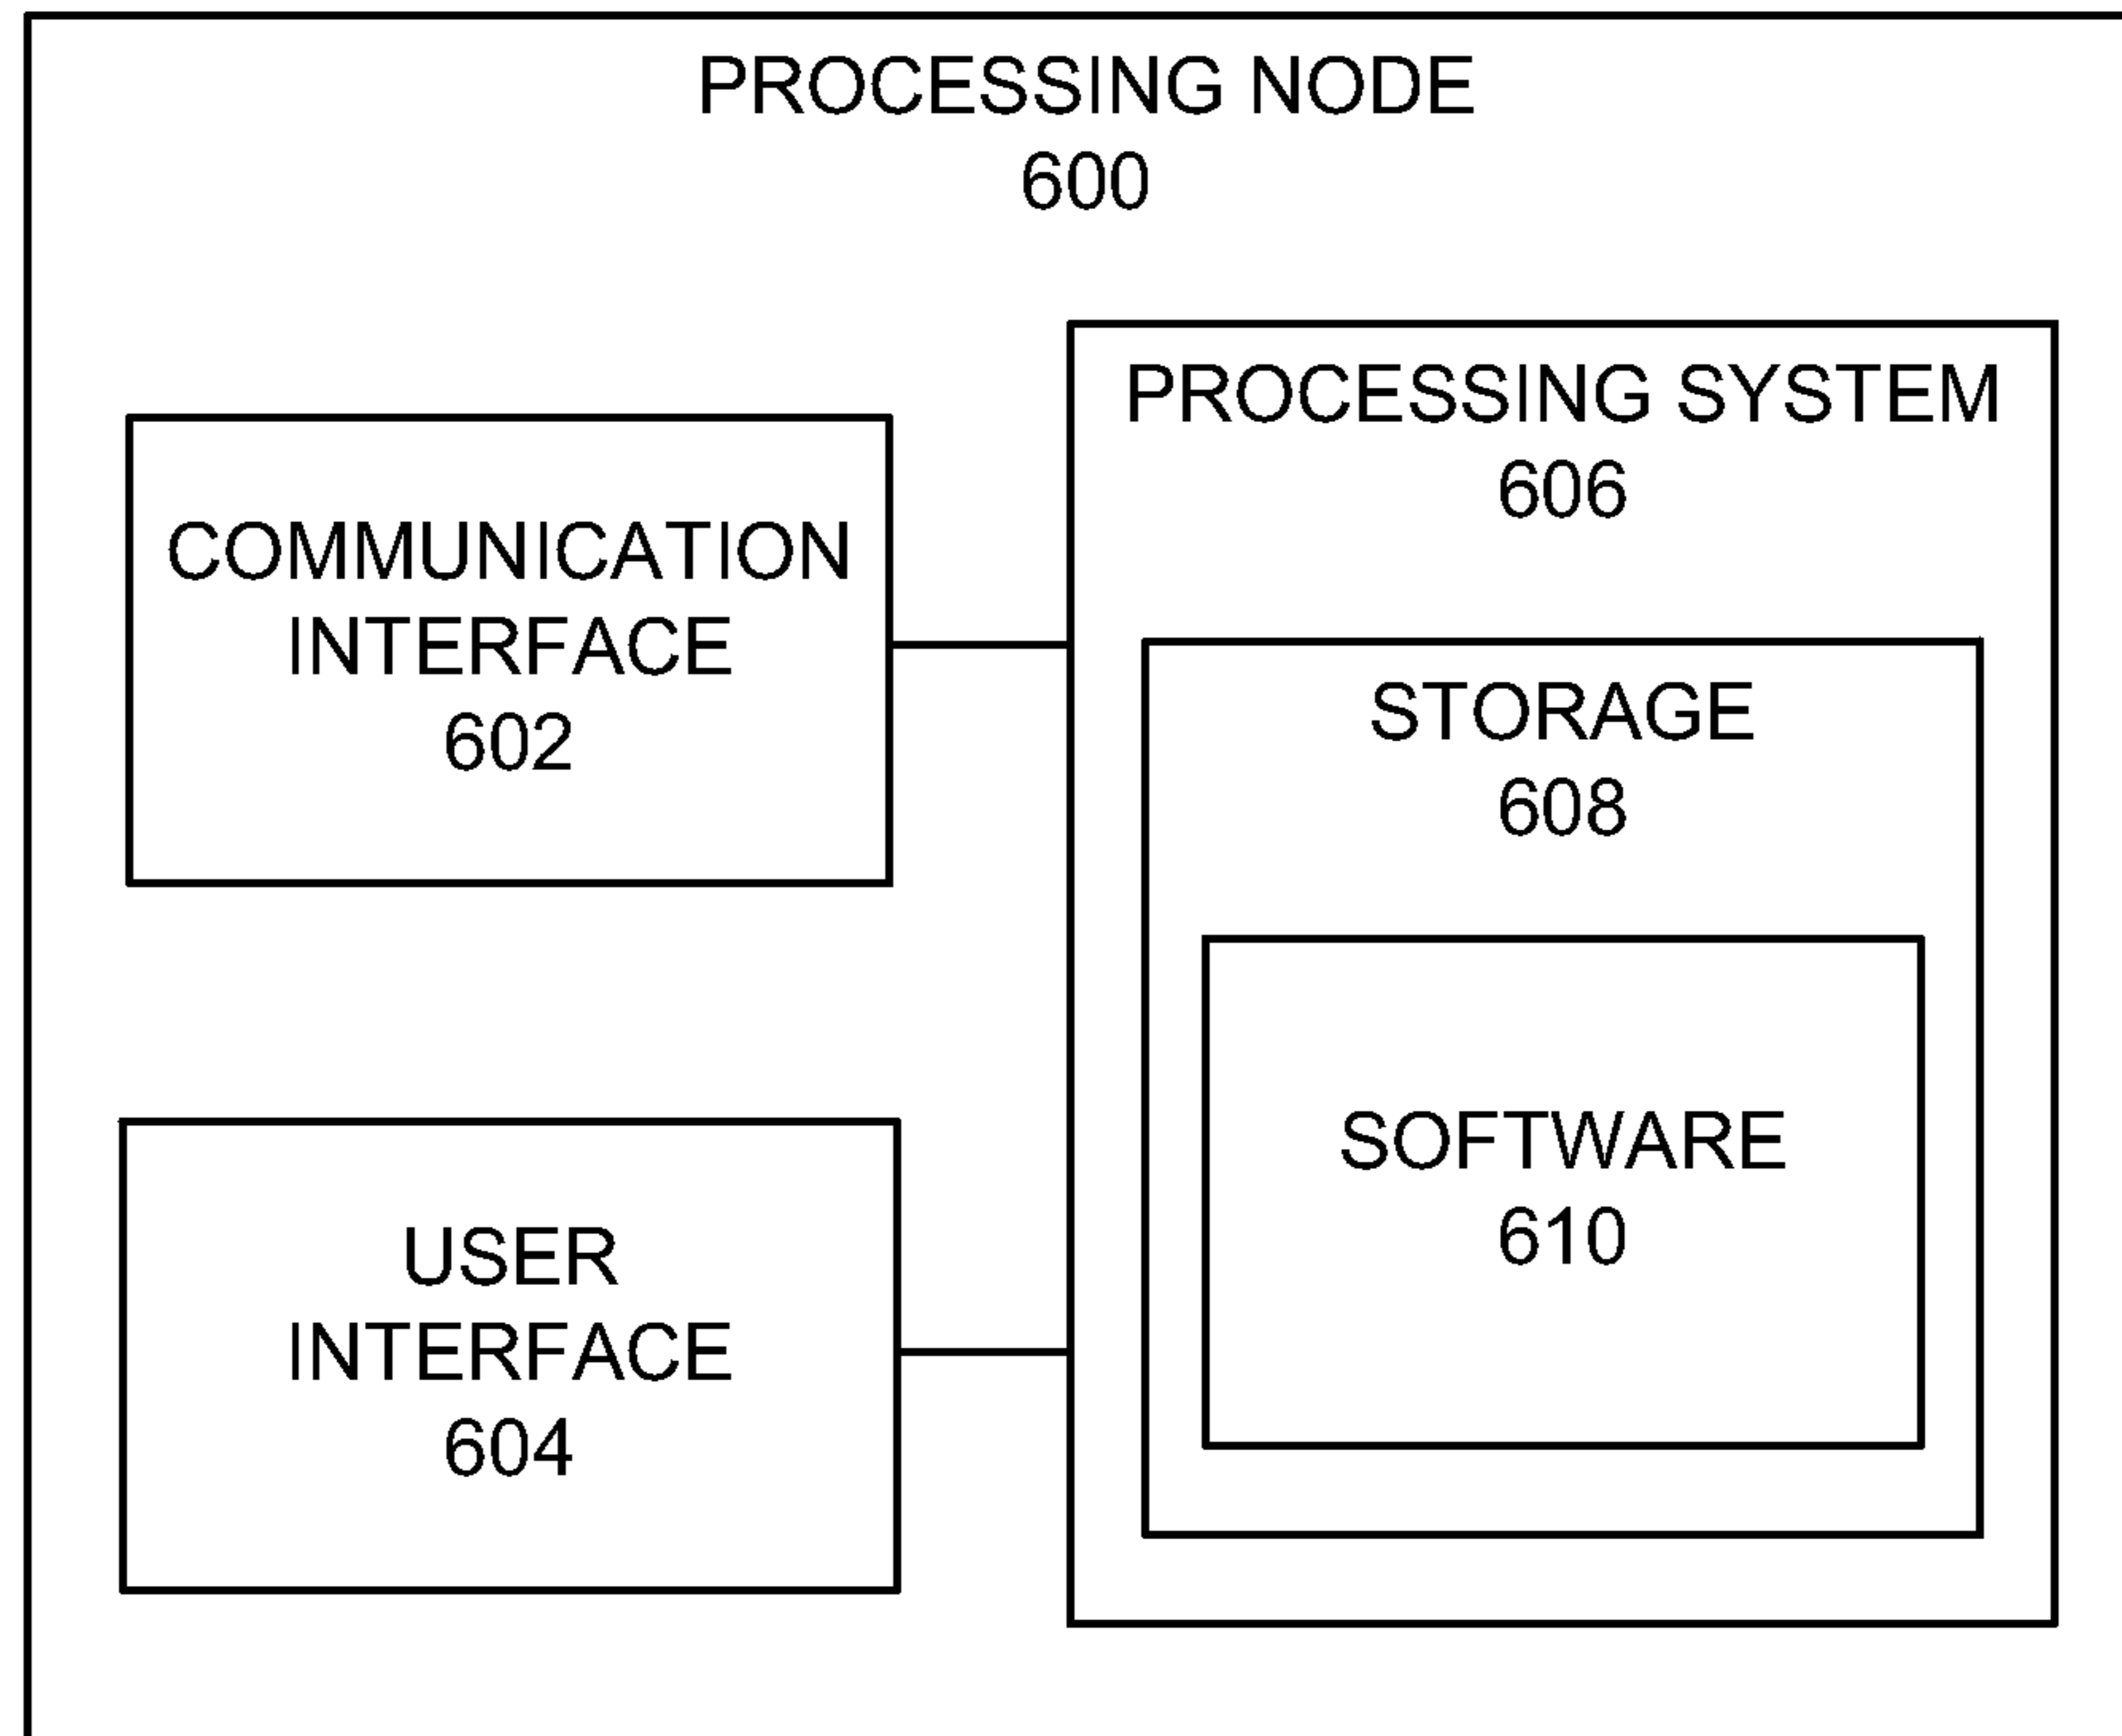 PROCESSING NODE
600
PROCESSING SYSTEM
606
COMMUNICATION
INTERFACE
602
STORAGE
608
SOFTWARE
610
USER
INTERFACE
604